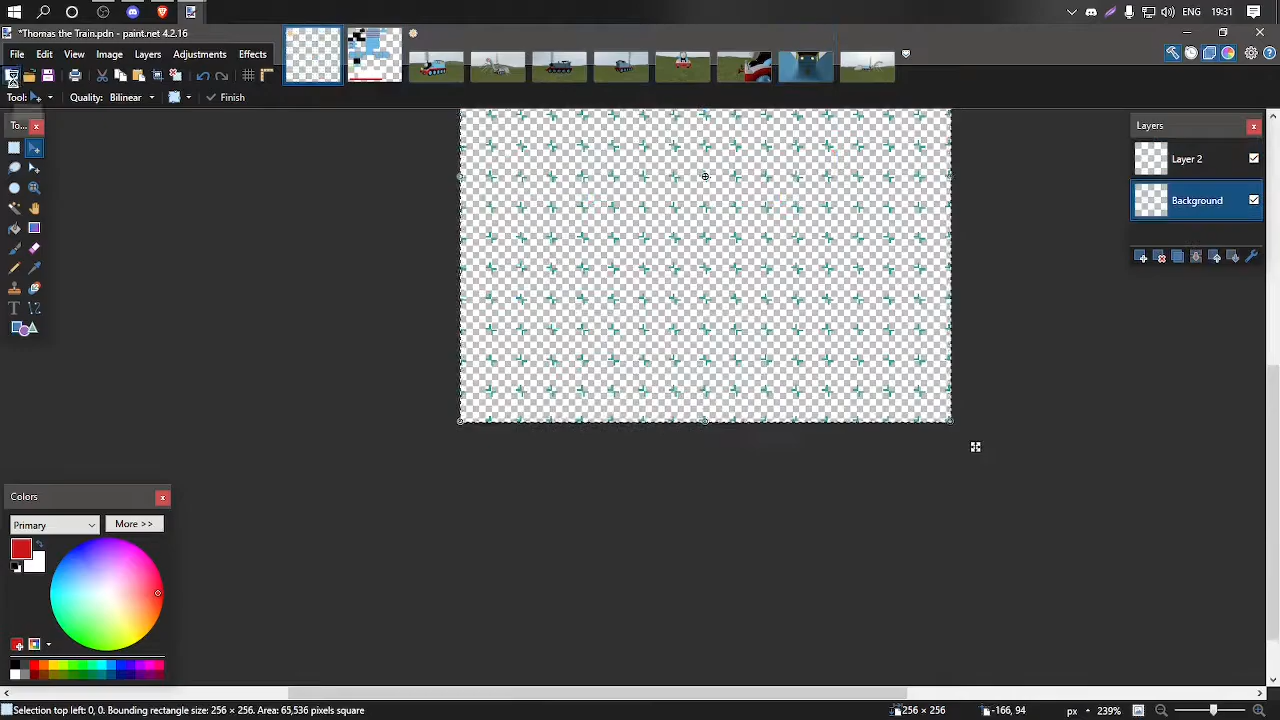 ENG
19:31
Thomas the Train.pdn - paint.net 4.2.16
File
Edit
View
Image
Layers
Adjustments
Effects
Tool:
Quality: Bilinear
Finish
To...
Layers
Layer 2
Background
Colors
Primary
More >>
Selection top left: 0, 0. Bounding rectangle size: 256 × 256. Area: 65,536 pixels square
256 × 256
-166, 94
px
239%